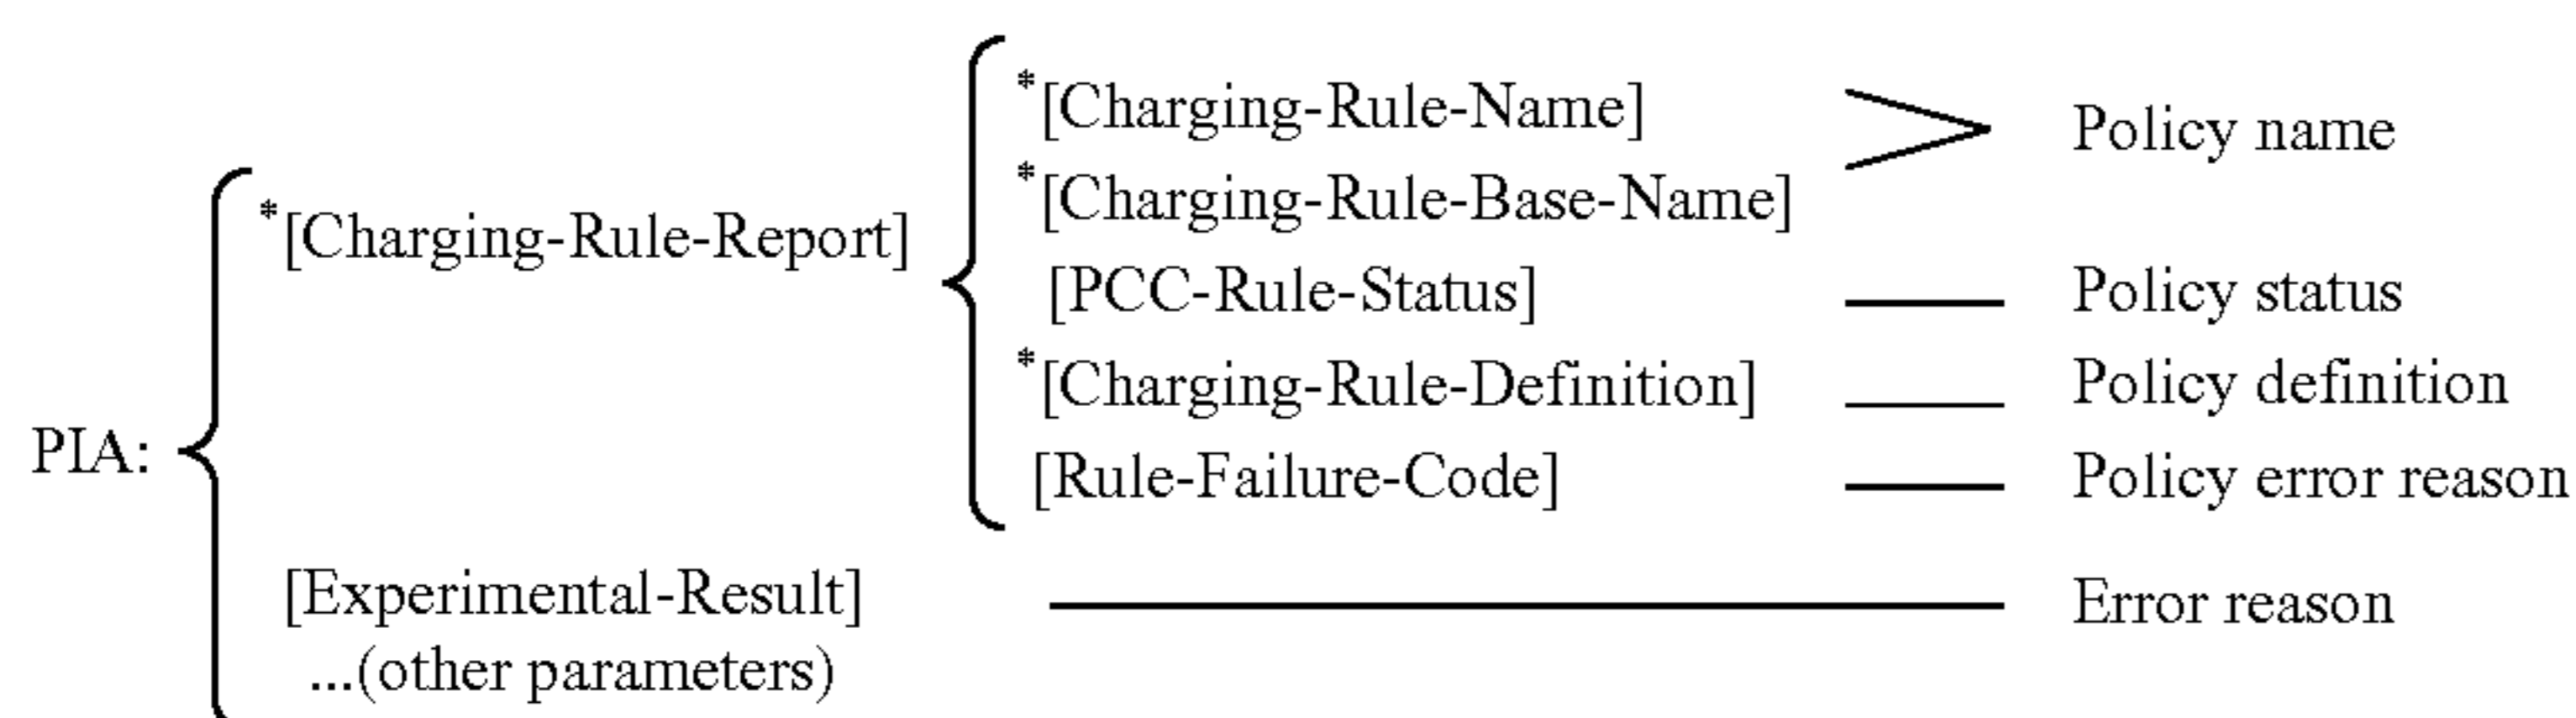 *[Charging-Rule-Name]
Policy name
*[Charging-Rule-Base-Name]
*[Charging-Rule-Report]
[PCC-Rule-Status]
Policy status
*[Charging-Rule-Definition]
Policy definition
PIA:
[Rule-Failure-Code]
Policy error reason
[Experimental-Result]
Error reason
...(other parameters)